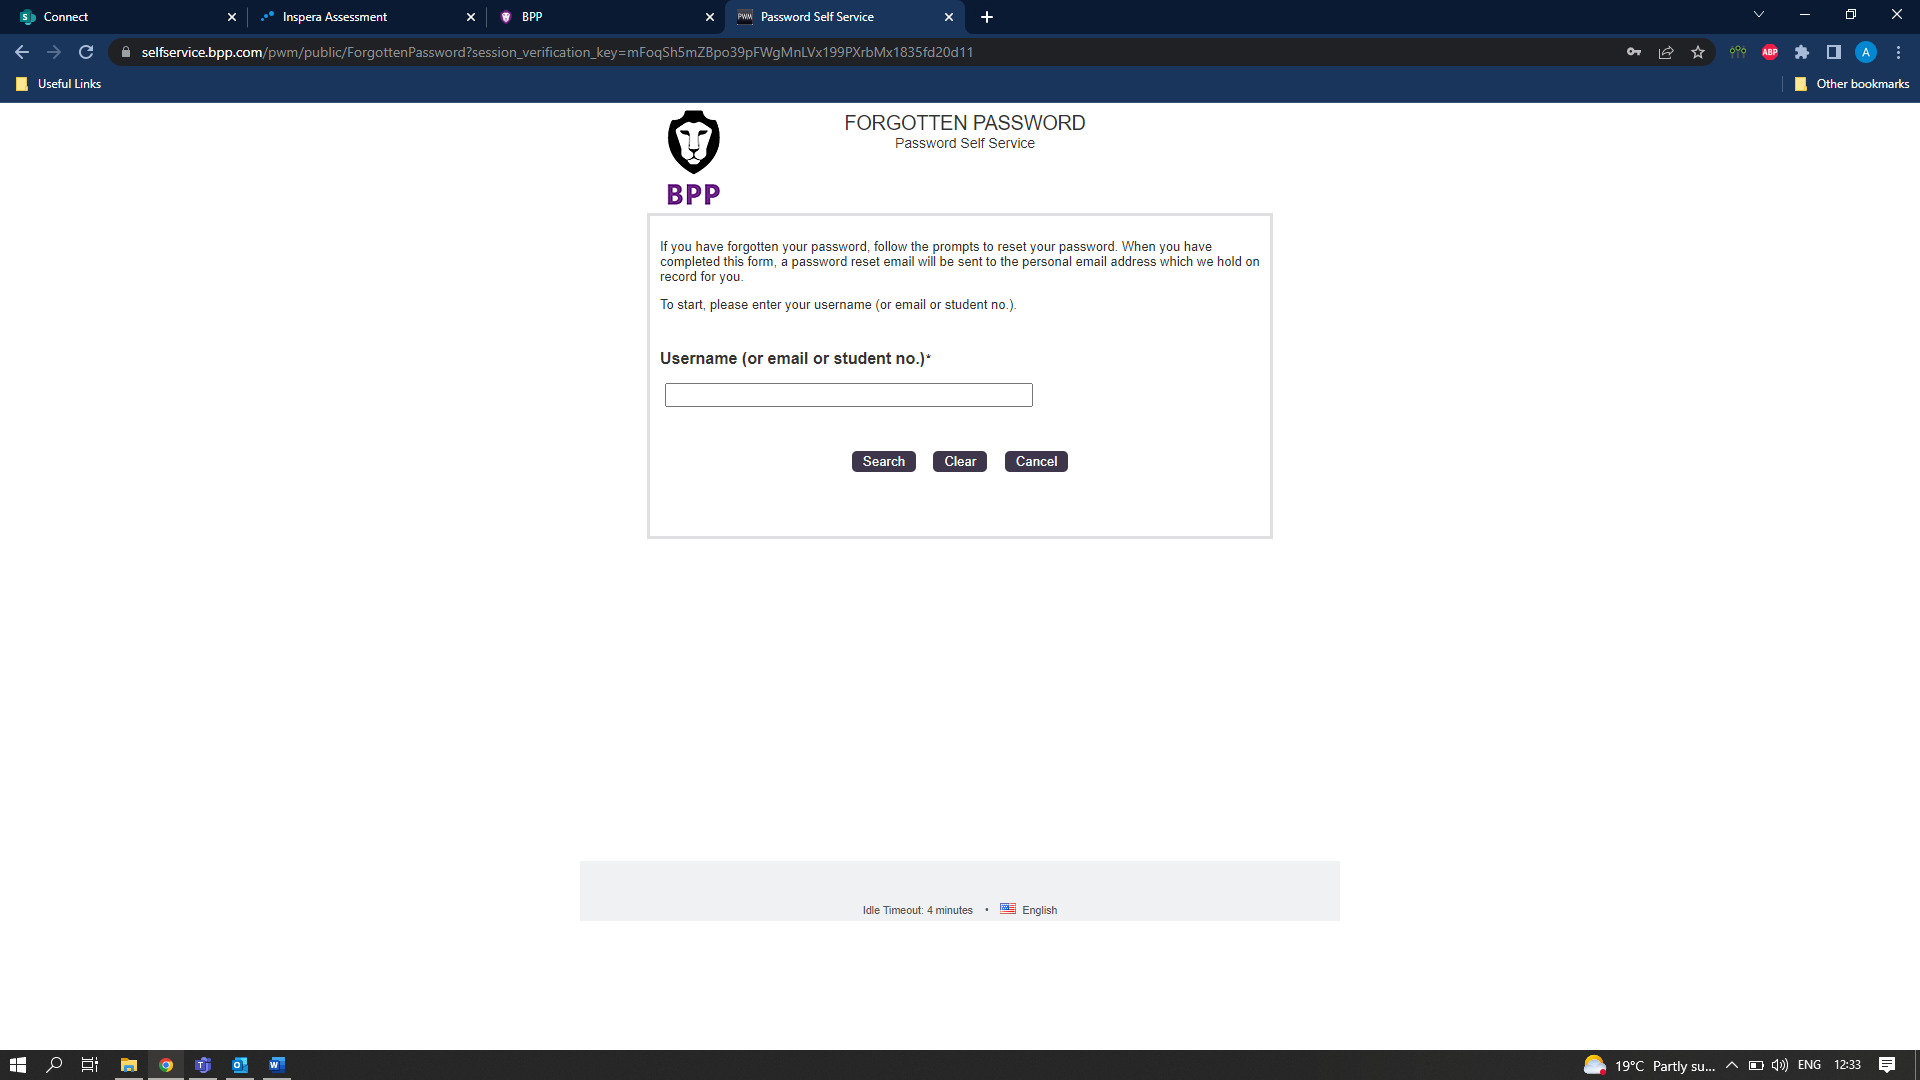 Connect
Inspera Assessment
BPP
PWM Password Self Service
selfservice.bpp.com/pwm/public/ForgottenPassword?session_verification_key=mFoqSh5mZBpo39pFWgMnLVx199PXrbMx1835fd20d11
ABP
A
Useful Links
Other bookmarks
FORGOTTEN PASSWORD
Password Self Service
BPP
If you have forgotten your password, follow the prompts to reset your password. When you have
completed this form, a password reset email will be sent to the personal email address which we hold on
record for you.
To start, please enter your username (or email or student no.).
Username (or email or student no.)*
Search Clear Cancel
Idle Timeout: 4 minutes • English
19°C Partly su... ENG 12:33